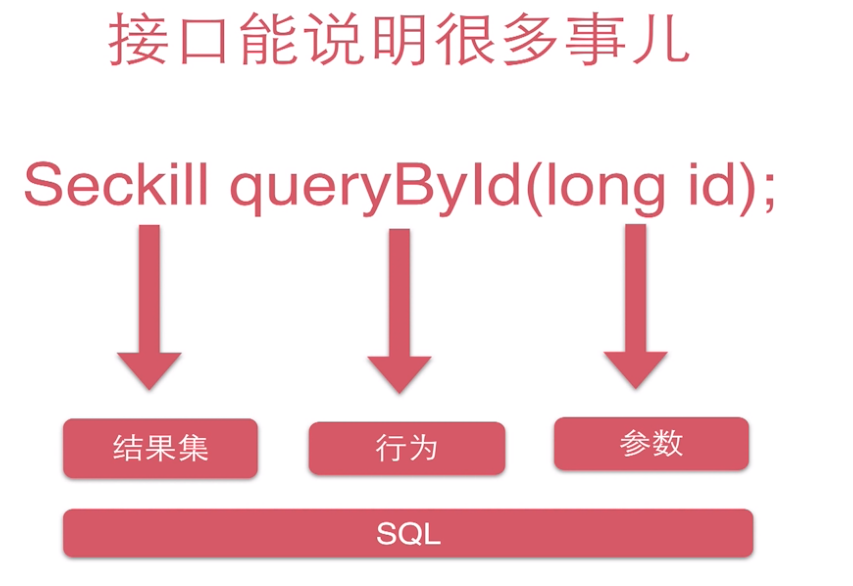 接口能说明很多事儿
Seckill queryById(long id);
结果集 行为 参数
SQL